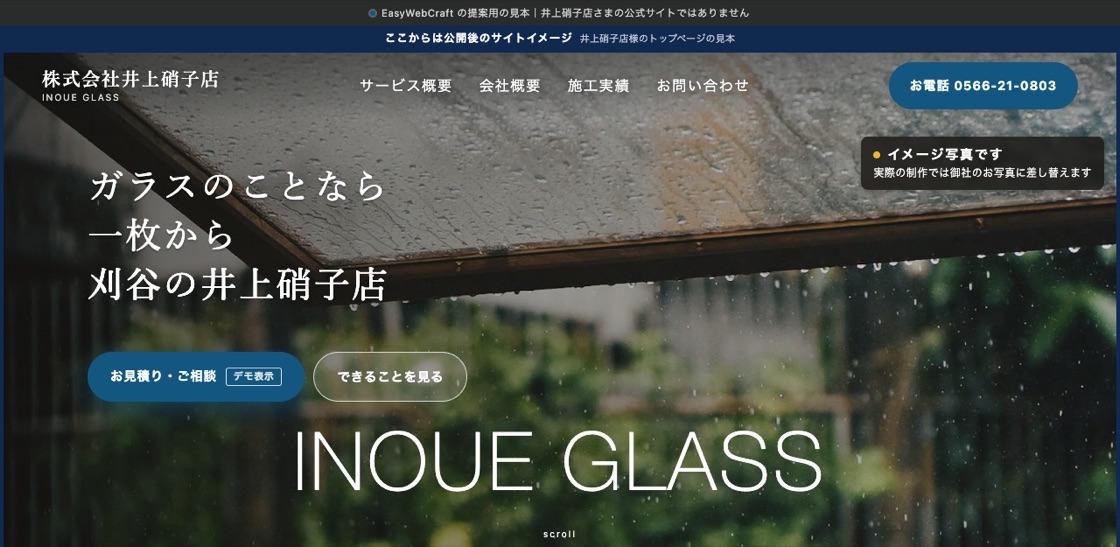 EasyWebCraft の提案用の見本｜井上硝子店さまの公式サイトではありません
ここからは公開後のサイトイメージ 井上硝子店様のトップページの見本
株式会社井上硝子店
INOUE GLASS
サービス概要 会社概要 施工実績 お問い合わせ
お電話 0566-21-0803
イメージ写真です
実際の制作では御社のお写真に差し替えます
ガラスのことなら
一枚から
刈谷の井上硝子店
お見積り・ご相談 デモ表示
できることを見る
INOUE GLASS
scroll